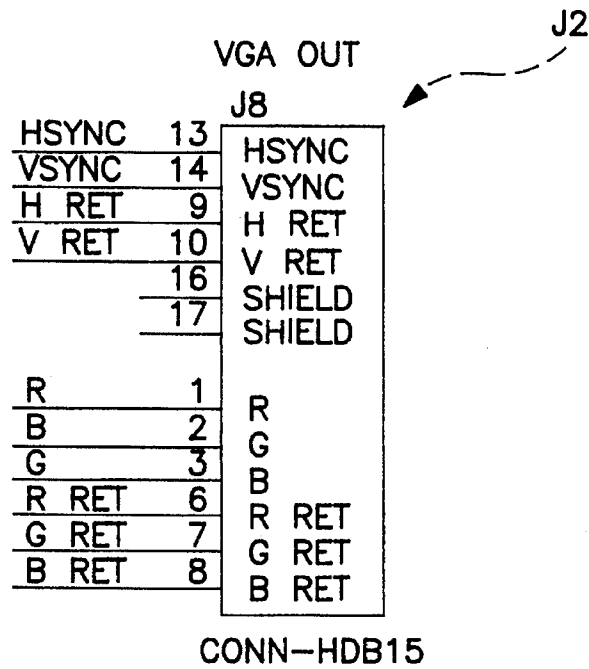 J2
VGA OUT
J8
HSYNC 13 HSYNC
VSYNC 14 VSYNC
H RET 9 H RET
V RET 10 V RET
16 SHIELD
17 SHIELD
R 1 R
B 2 G
G 3 B
R RET 6 R RET
G RET 7 G RET
B RET 8 B RET
CONN-HDB15